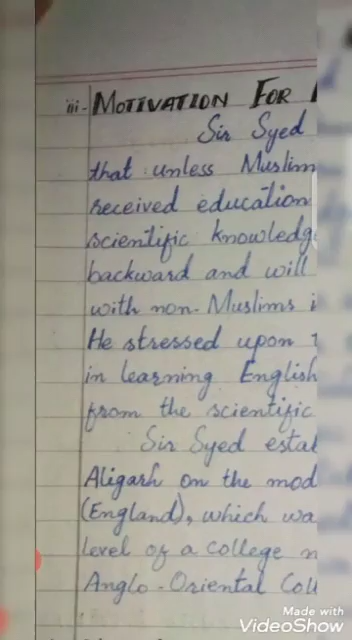 iii- MOTIVATION FOR
Sir Syed
that unless Muslim
received education
scientific knowledg
backward and will
with non-Muslims i
He stressed upon
in learning English
from the scientific
Sir Syed estal
Aligarh on the mod
(England), which wa
level of a college
Anglo-Oriental Coll
Made with
VideoShow